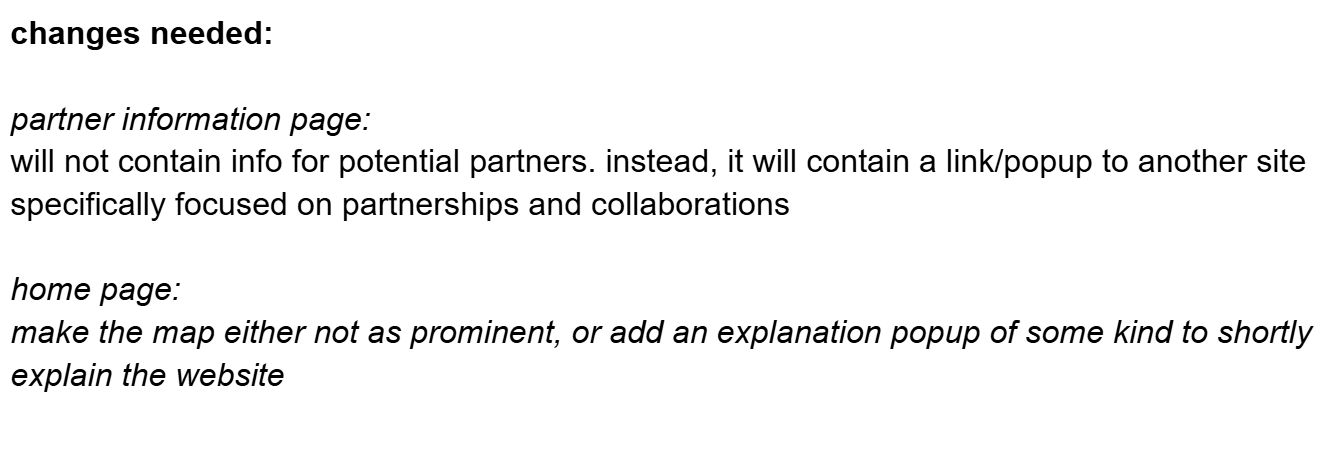 changes needed:
partner information page:
will not contain info for potential partners. instead, it will contain a link/popup to another site
specifically focused on partnerships and collaborations
home page:
make the map either not as prominent, or add an explanation popup of some kind to shortly
explain the website